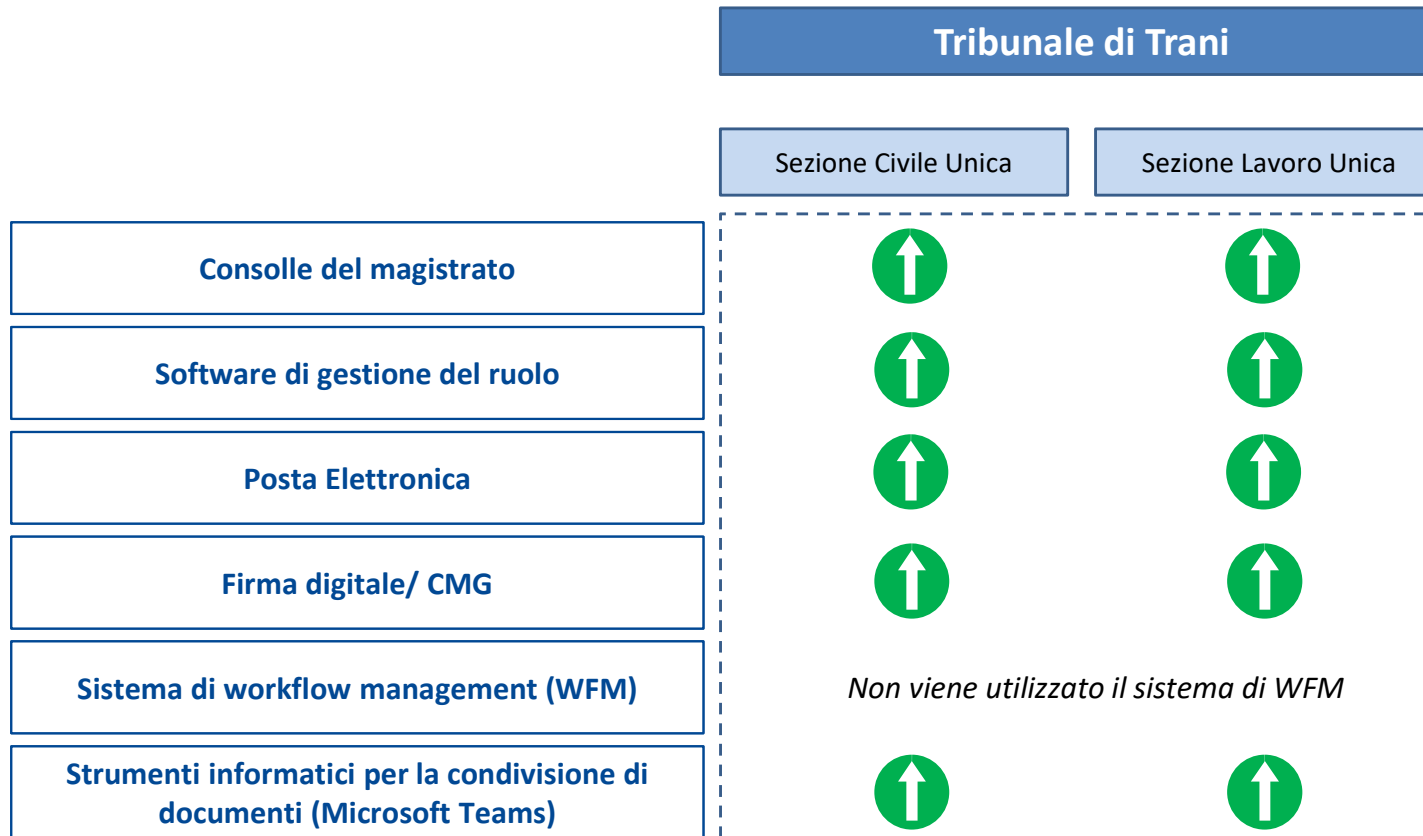 Tribunale di Trani
Sezione Civile Unica
Sezione Lavoro Unica
Consolle del magistrato
Software di gestione del ruolo
Posta Elettronica
Firma digitale/ CMG
Sistema di workflow management (WFM)
Non viene utilizzato il sistema di WFM
Strumenti informatici per la condivisione di
documenti (Microsoft Teams)